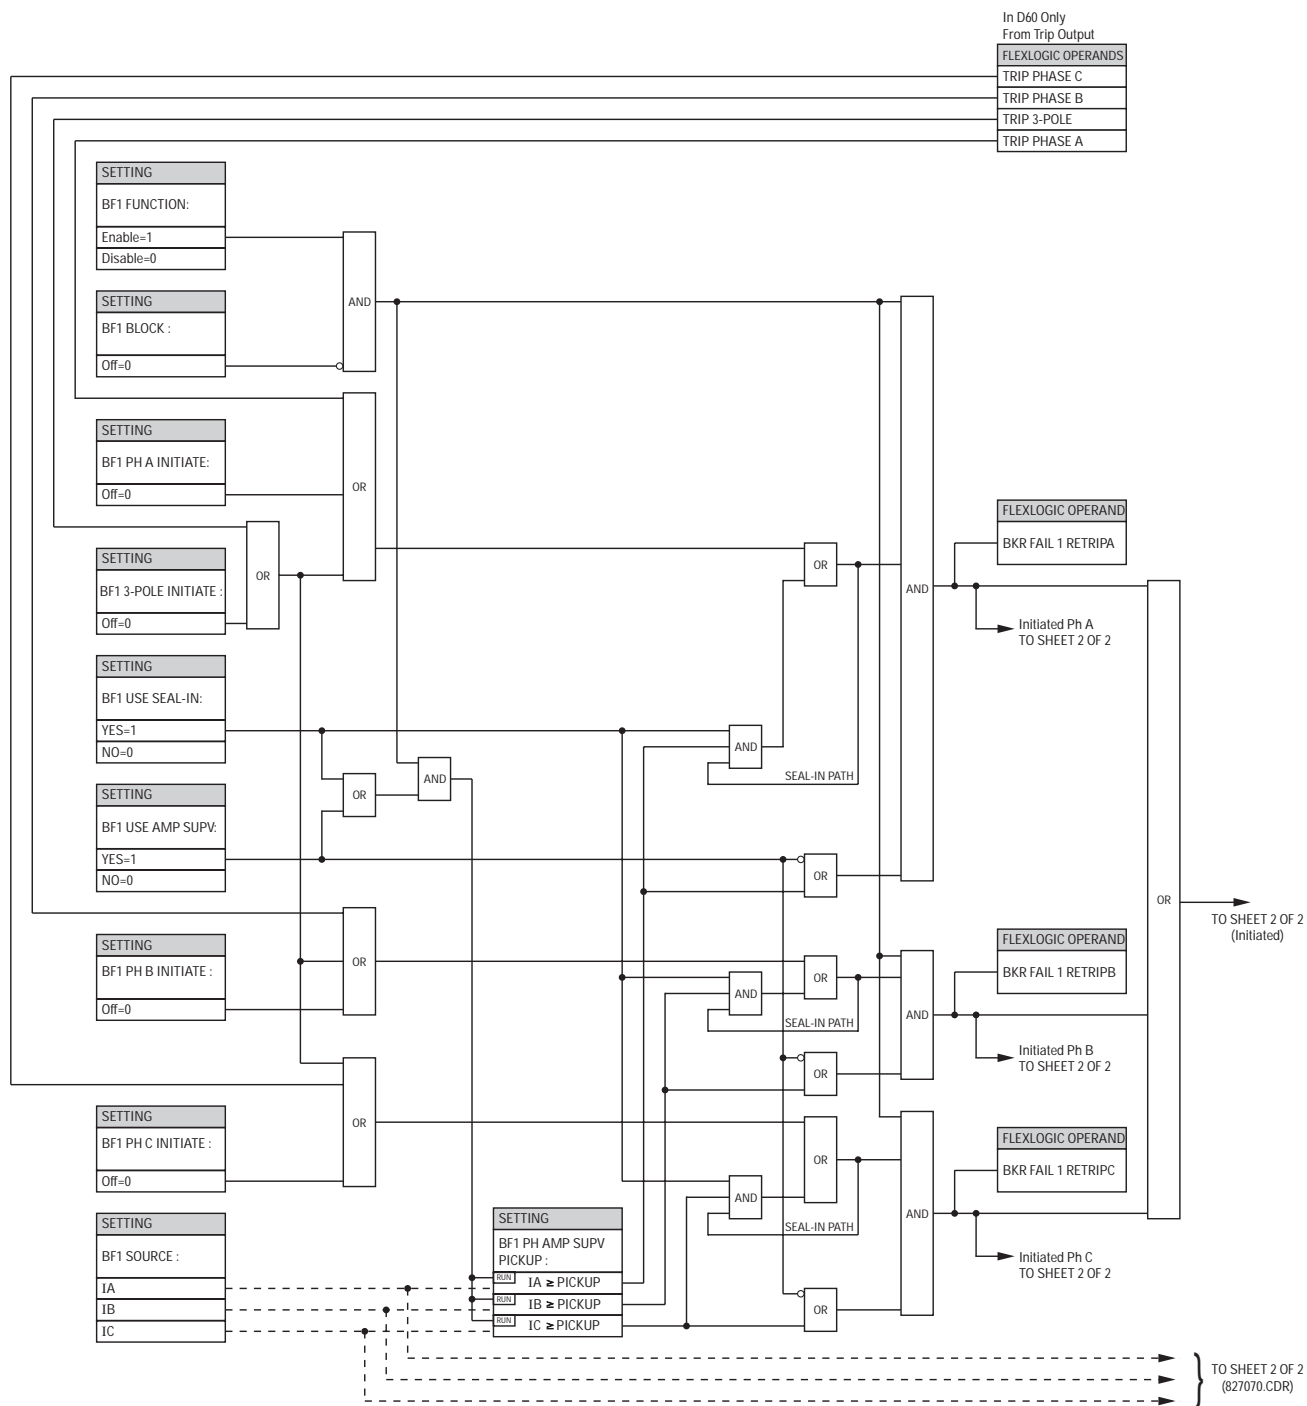 In D60 Only
From Trip Output
FLEXLOGIC OPERANDS
TRIP PHASE C
TRIP PHASE B
TRIP 3-POLE
TRIP PHASE A
SETTING
BF1 FUNCTION:
Enable=1
Disable=0
AND
SETTING
BF1 BLOCK :
Off=0
SETTING
BF1 PH A INITIATE:
Off=0
OR
SETTING
BF1 3-POLE INITIATE :
Off=0
OR
OR
AND
FLEXLOGIC OPERAND
BKR FAIL 1 RETRIPA
Initiated Ph A
TO SHEET 2 OF 2
SETTING
BF1 USE SEAL-IN:
YES=1
NO=0
AND
SEAL-IN PATH
OR
AND
SETTING
BF1 USE AMP SUPV:
YES=1
NO=0
OR
OR
TO SHEET 2 OF 2
(Initiated)
SETTING
BF1 PH B INITIATE :
Off=0
OR
OR
AND
SEAL-IN PATH
OR
AND
FLEXLOGIC OPERAND
BKR FAIL 1 RETRIPB
Initiated Ph B
TO SHEET 2 OF 2
SETTING
BF1 PH C INITIATE :
Off=0
OR
OR
AND
SEAL-IN PATH
OR
AND
FLEXLOGIC OPERAND
BKR FAIL 1 RETRIPC
Initiated Ph C
TO SHEET 2 OF 2
SETTING
BF1 SOURCE :
IA
IB
IC
SETTING
BF1 PH AMP SUPV
PICKUP :
RUN IA ≥ PICKUP
RUN IB ≥ PICKUP
RUN IC ≥ PICKUP
TO SHEET 2 OF 2
(827070.CDR)